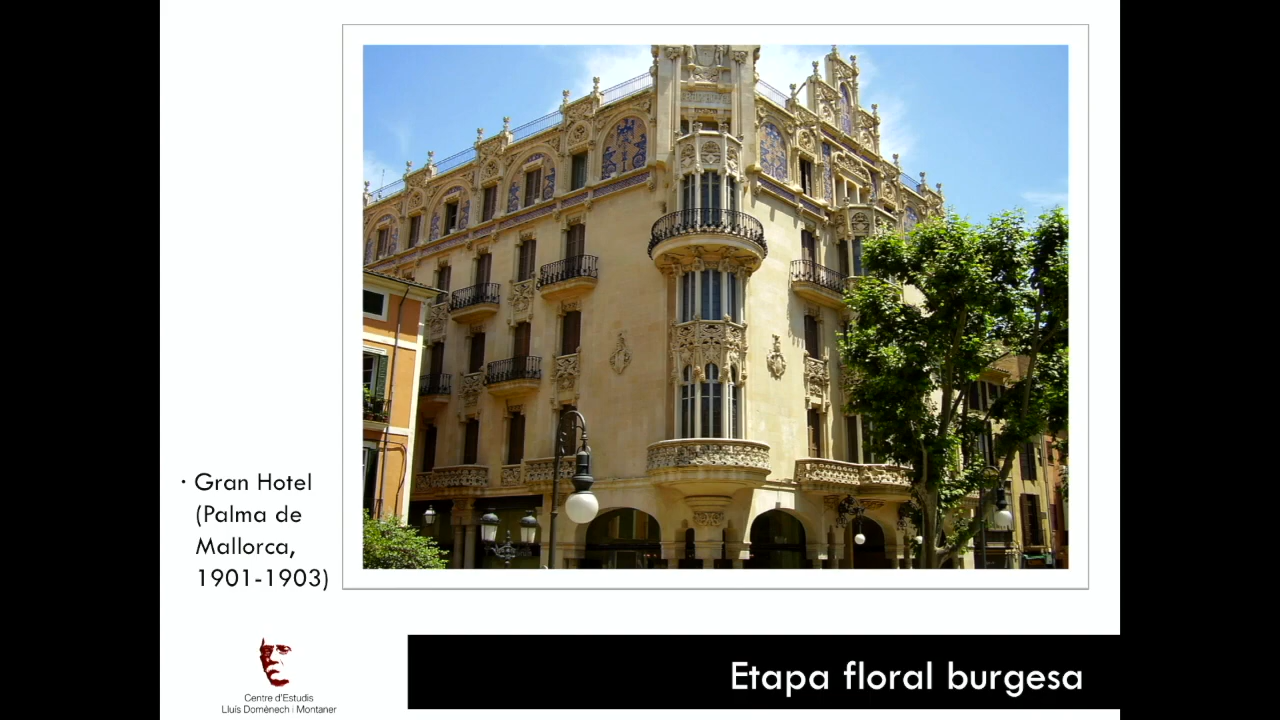 · Gran Hotel
(Palma de
Mallorca,
1901-1903)
Centre d'Estudis
Lluís Domènech i Montaner
Etapa floral burgesa